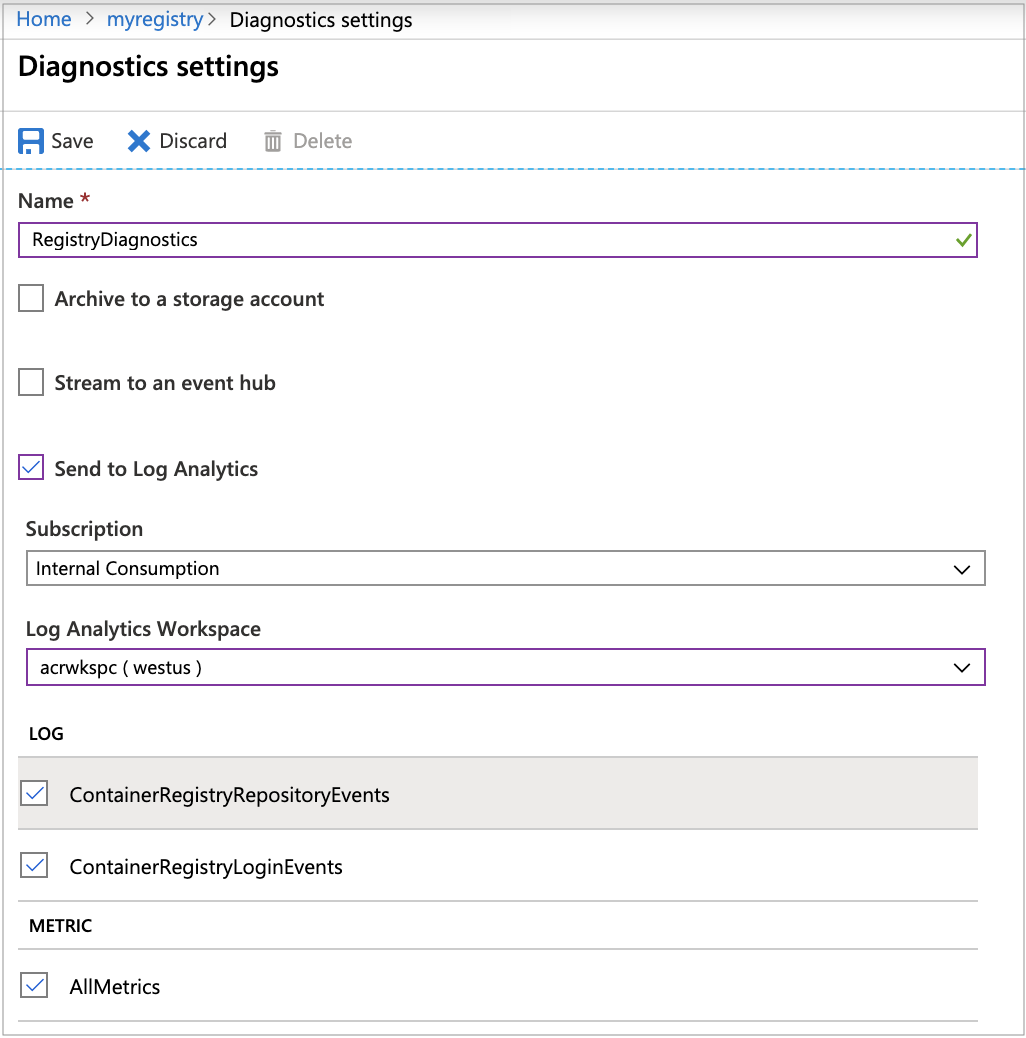 Home > myregistry > Diagnostics settings
Diagnostics settings
Save Discard Delete
Name *
RegistryDiagnostics
Archive to a storage account
Stream to an event hub
Send to Log Analytics
Subscription
Internal Consumption
Log Analytics Workspace
acrwkspc ( westus )
LOG
ContainerRegistryRepositoryEvents
ContainerRegistryLoginEvents
METRIC
AllMetrics